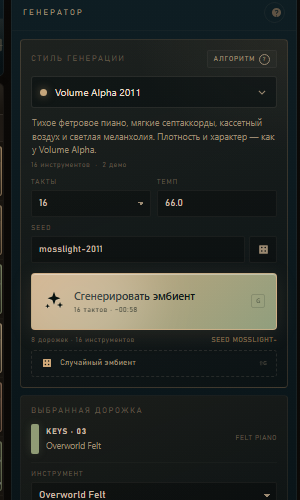 ГЕНЕРАТОР
?
СТИЛЬ ГЕНЕРАЦИИ
АЛГОРИТМ ?
Volume Alpha 2011
Тихое фетровое пиано, мягкие септаккорды, кассетный
воздух и светлая меланхолия. Плотность и характер — как
у Volume Alpha.
16 инструментов · 2 демо
ТАКТЫ ТЕМП
16 66.0
SEED
mosslight-2011
Сгенерировать эмбиент
16 тактов · ~00:58
G
8 дорожек · 16 инструментов SEED MOSSLIGHT-
Случайный эмбиент
ВЫБРАННАЯ ДОРОЖКА
KEYS · 03
Overworld Felt
FELT PIANO
ИНСТРУМЕНТ
Overworld Felt